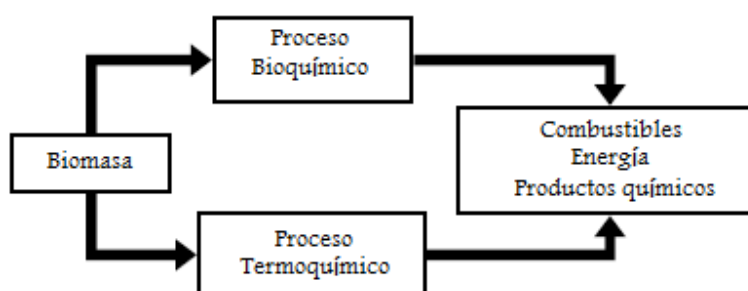 Proceso
Bioquímico
Biomasa
Combustibles
Energía
Productos químicos
Proceso
Termoquímico